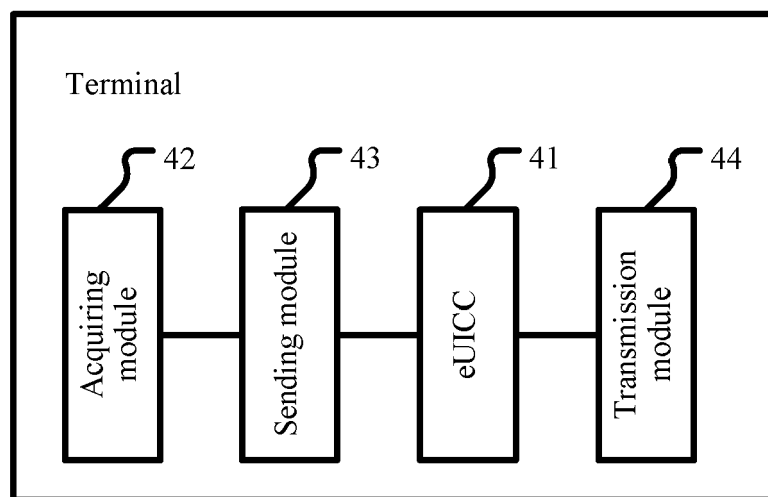 Terminal
42
43
41
44
Acquiring
module
Sending module
eUICC
Transmission
module